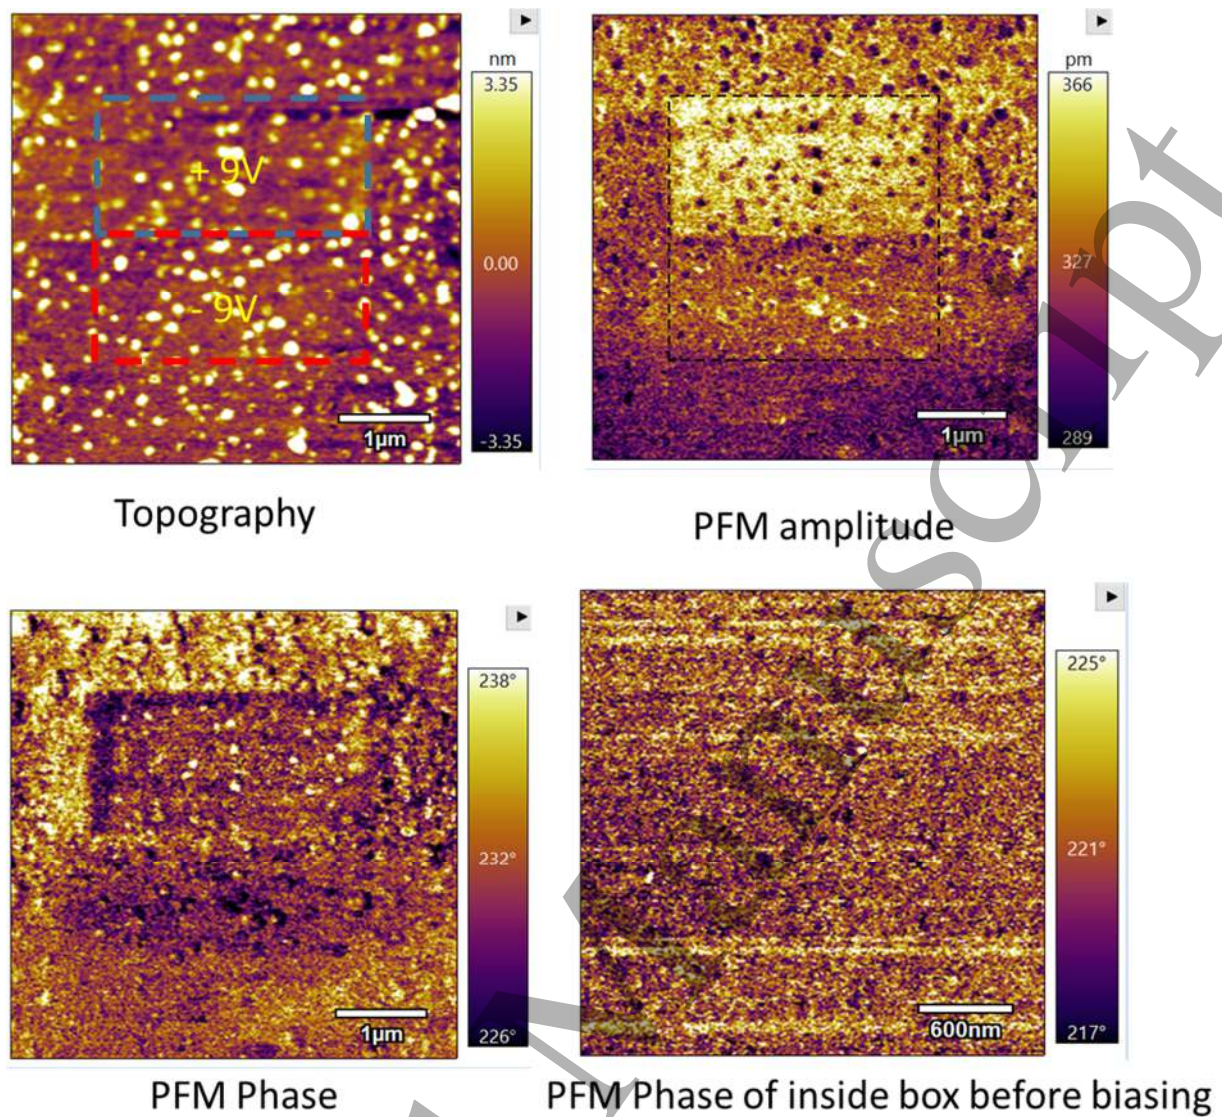 nm
3.35
0.00
-3.35
+ 9V
- 9V
1µm
Topography
pm
366
327
289
1µm
PFM amplitude
238°
232°
226°
1µm
PFM Phase
225°
221°
217°
600nm
PFM Phase of inside box before biasing